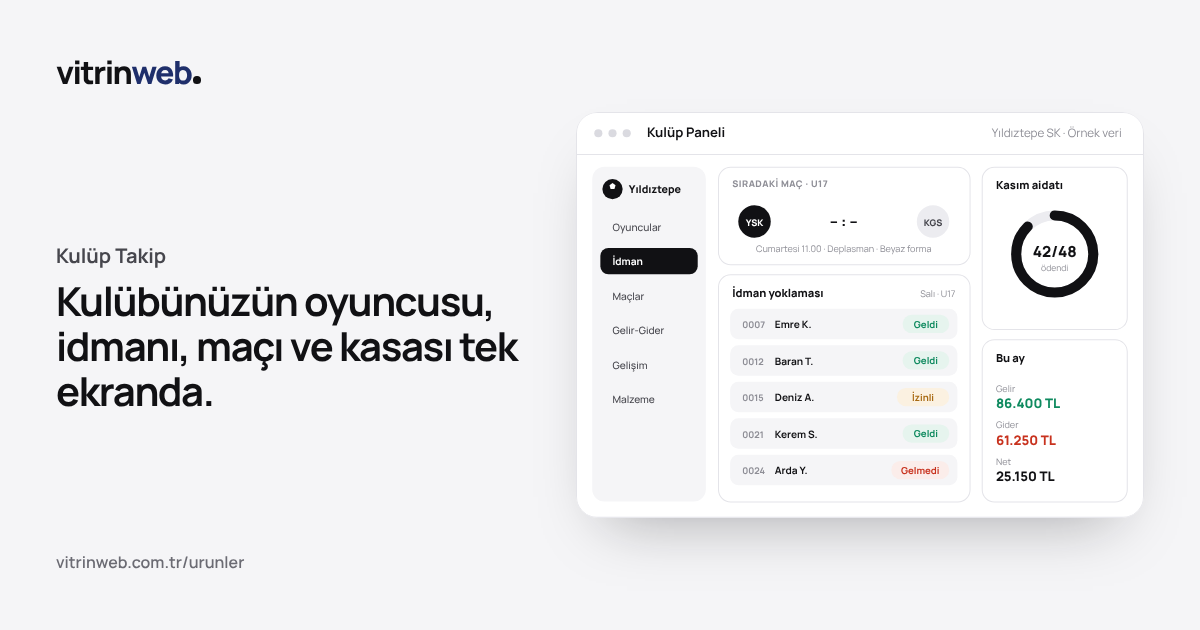 vitrinweb.
Kulüp Takip
Kulübünüzün oyuncusu,
idmanı, maçı ve kasası tek
ekranda.
vitrinweb.com.tr/urunler
Kulüp Paneli
Yıldıztepe SK · Örnek veri
Yıldıztepe
Oyuncular
İdman
Maçlar
Gelir-Gider
Gelişim
Malzeme
SIRADAKİ MAÇ · U17
YSK
– : –
KGS
Cumartesi 11.00 · Deplasman · Beyaz forma
İdman yoklaması
Salı · U17
0007 Emre K. Geldi
0012 Baran T. Geldi
0015 Deniz A. İzinli
0021 Kerem S. Geldi
0024 Arda Y. Gelmedi
Kasım aidatı
42/48
ödendi
Bu ay
Gelir
86.400 TL
Gider
61.250 TL
Net
25.150 TL